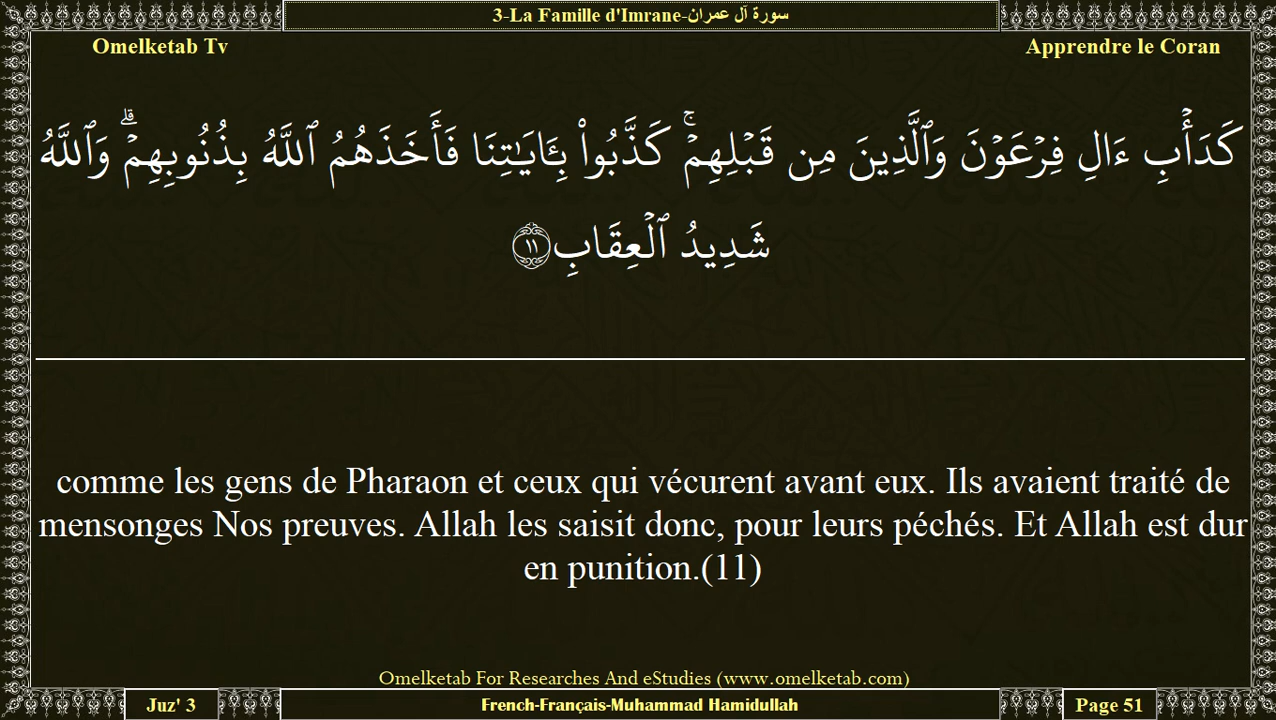 3-La Famille d'Imrane-سورة آل عمران
Omelketab Tv
Apprendre le Coran
كَدَأۡبِ ءَالِ فِرۡعَوۡنَ وَٱلَّذِينَ مِن قَبۡلِهِمۡۚ كَذَّبُواْ بِـَٔايَٰتِنَا فَأَخَذَهُمُ ٱللَّهُ بِذُنُوبِهِمۡۗ وَٱللَّهُ
شَدِيدُ ٱلۡعِقَابِ ١١
comme les gens de Pharaon et ceux qui vécurent avant eux. Ils avaient traité de
mensonges Nos preuves. Allah les saisit donc, pour leurs péchés. Et Allah est dur
en punition.(11)
Omelketab For Researches And eStudies (www.omelketab.com)
Juz' 3
French-Français-Muhammad Hamidullah
Page 51